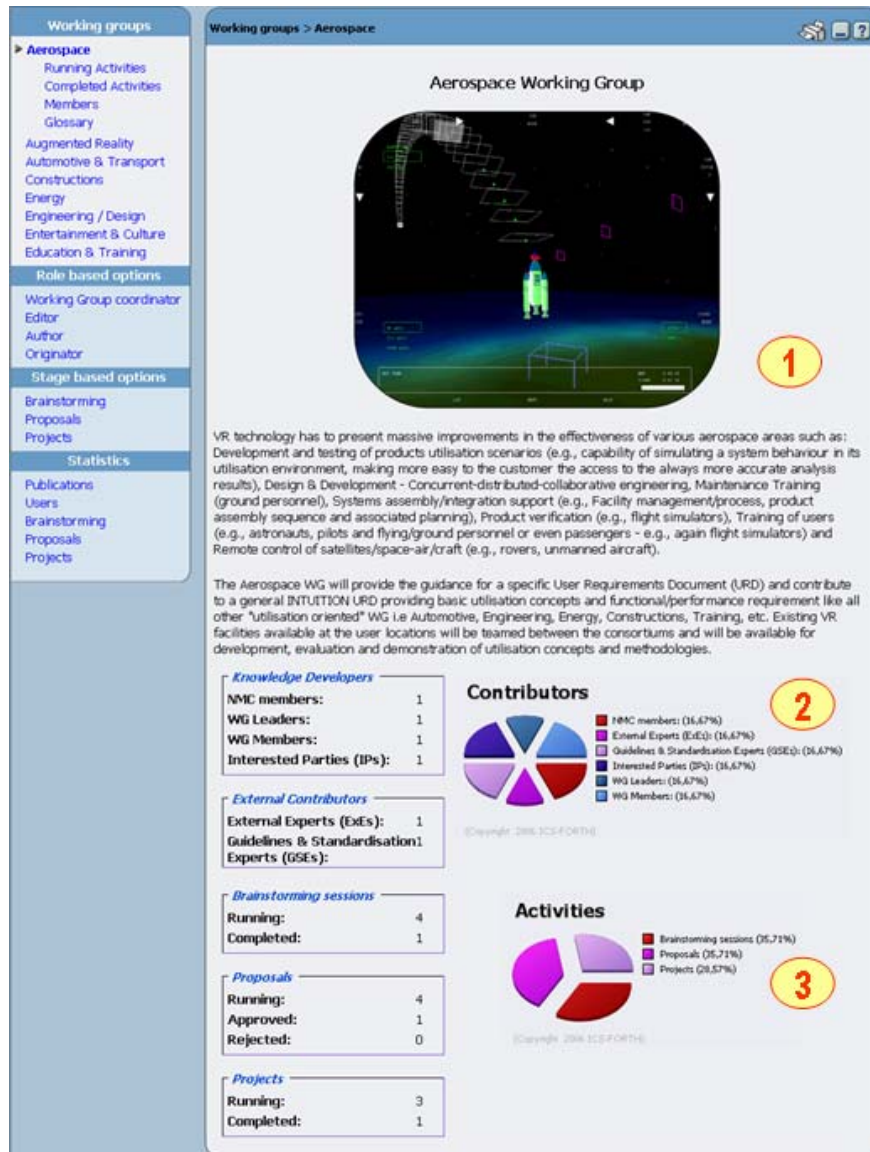 Working groups
Aerospace
Running Activities
Completed Activities
Members
Glossary
Augmented Reality
Automotive & Transport
Constructions
Energy
Engineering / Design
Entertainment & Culture
Education & Training
Role based options
Working Group coordinator
Editor
Author
Originator
Stage based options
Brainstorming
Proposals
Projects
Statistics
Publications
Users
Brainstorming
Proposals
Projects
Working groups > Aerospace
?
Aerospace Working Group
1
VR technology has to present massive improvements in the effectiveness of various aerospace areas such as:
Development and testing of products utilisation scenarios (e.g., capability of simulating a system behaviour in its
utilisation environment, making more easy to the customer the access to the always more accurate analysis
results), Design & Development - Concurrent-distributed-collaborative engineering, Maintenance Training
(ground personnel), Systems assembly/integration support (e.g., Facility management/process, product
assembly sequence and associated planning), Product verification (e.g., flight simulators), Training of users
(e.g., astronauts, pilots and flying/ground personnel or even passengers - e.g., again flight simulators) and
Remote control of satellites/space-air/craft (e.g., rovers, unmanned aircraft).
The Aerospace WG will provide the guidance for a specific User Requirements Document (URD) and contribute
to a general INTUITION URD providing basic utilisation concepts and functional/performance requirement like all
other "utilisation oriented" WG i.e Automotive, Engineering, Energy, Constructions, Training, etc. Existing VR
facilities available at the user locations will be teamed between the consortiums and will be available for
development, evaluation and demonstration of utilisation concepts and methodologies.
Knowledge Developers
NMC members: 1
WG Leaders: 1
WG Members: 1
Interested Parties (IPs): 1
External Contributors
External Experts (ExEs): 1
Guidelines & Standardisation1
Experts (GSEs):
Brainstorming sessions
Running: 4
Completed: 1
Proposals
Running: 4
Approved: 1
Rejected: 0
Projects
Running: 3
Completed: 1
Contributors
2
NMC members: (16,67%)
External Experts (ExEs): (16,67%)
Guidelines & Standardisation Experts (GSEs): (16,67%)
Interested Parties (IPs): (16,67%)
WG Leaders: (16,67%)
WG Members: (16,67%)
(Copyright 2006 ICS-FORTH)
Activities
Brainstorming sessions (35,71%)
Proposals (35,71%)
Projects (28,57%)
3
(Copyright 2006 ICS-FORTH)